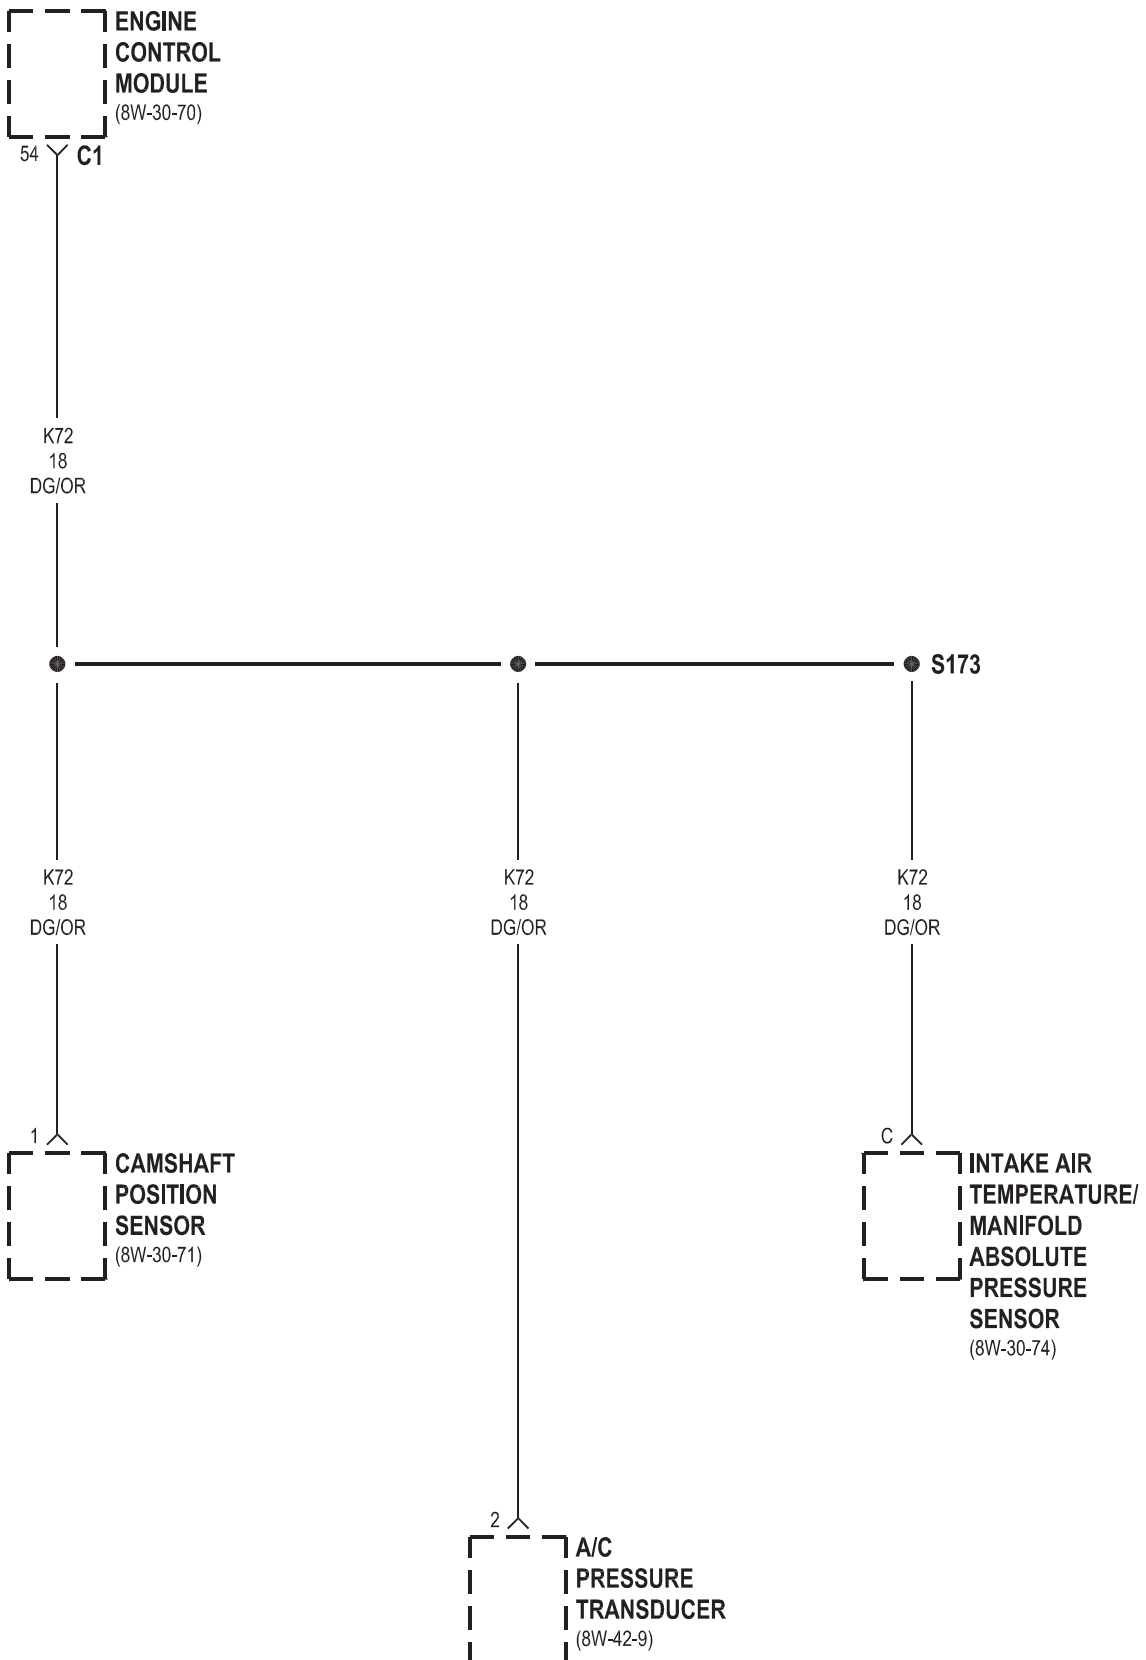 ENGINE
CONTROL
MODULE
(8W-30-70)
54
C1
K72
18
DG/OR
S173
K72
18
DG/OR
K72
18
DG/OR
K72
18
DG/OR
1
CAMSHAFT
POSITION
SENSOR
(8W-30-71)
C
INTAKE AIR
TEMPERATURE/
MANIFOLD
ABSOLUTE
PRESSURE
SENSOR
(8W-30-74)
2
A/C
PRESSURE
TRANSDUCER
(8W-42-9)